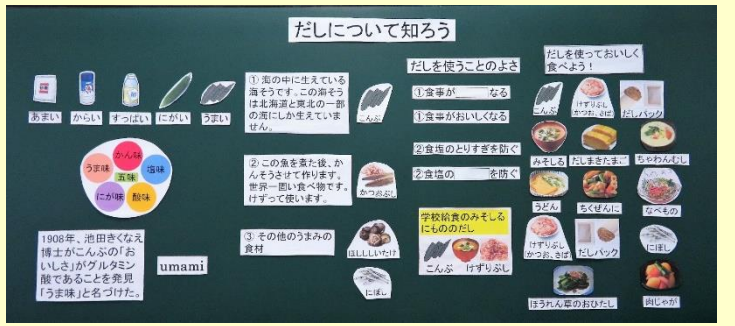 だしについて知ろう
あまい
からい
すっぱい
にがい
うまい
かん味
うま味
塩味
五味
にが味
酸味
1908年、池田きくなえ
博士がこんぶの「お
いしさ」がグルタミン
酸であることを発見
「うま味」と名づけた。
umami
① 海の中に生えている
海そうです。この海そう
は北海道と東北の一部
の海にしか生えていま
せん。
こんぶ
② この魚を煮た後、か
んそうさせて作ります。
世界一固い食べ物です。
けずって使います。
かつおぶし
③ その他のうまみの
食材
ほししいたけ
にぼし
だしを使うことのよさ
①食事が
なる
①食事がおいしくなる
②食塩のとりすぎを防ぐ
②食塩の
を防ぐ
学校給食のみそしる
にもののだし
こんぶ
けずりぶし
だしを使っておいしく
食べよう！
こんぶ
けずりぶし
かつお、さば
だしパック
みそしる
だしまきたまご
ちゃわんむし
うどん
ちくぜんに
なべもの
けずりぶし
かつお、さば
だしパック
にぼし
ほうれん草のおひたし
肉じゃが